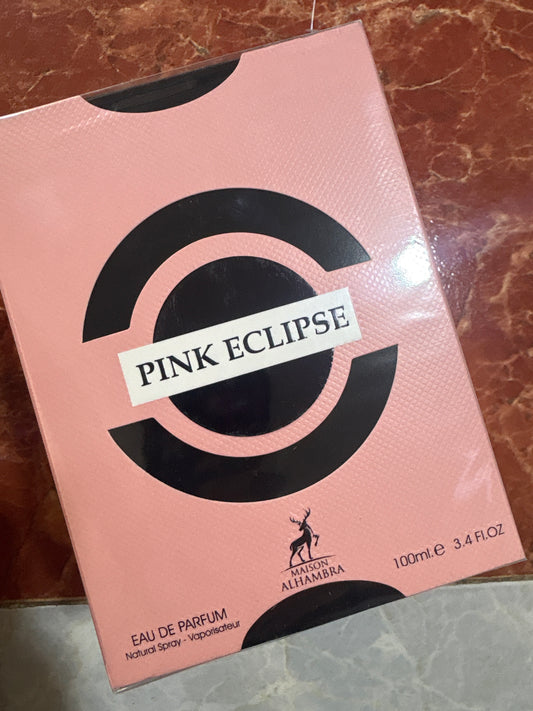 PINK ECLIPSE
MAISON
ALHAMBRA
100ml.e 3.4 Fl.OZ
EAU DE PARFUM
Natural Spray - Vaporisateur